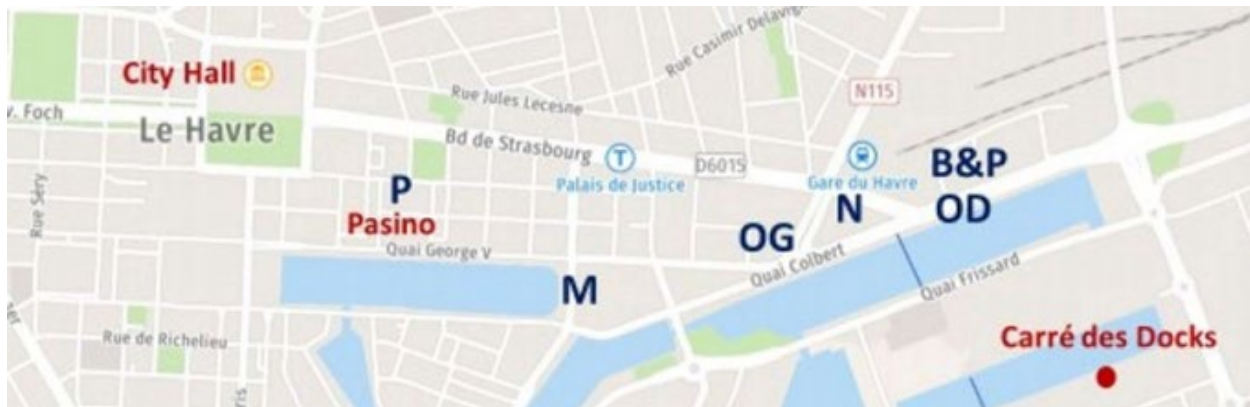 Rue Casimir Delavig
City Hall
Rue Jules Lecesne
N115
v. Foch
Le Havre
Bd de Strasbourg
Palais de Justice
T
D6015
Gare du Havre
B&P
P
Pasino
N
OD
OG
Rue Séry
Quai George V
Quai Colbert
M
Quai Frissard
Rue de Richelieu
Carré des Docks
ris